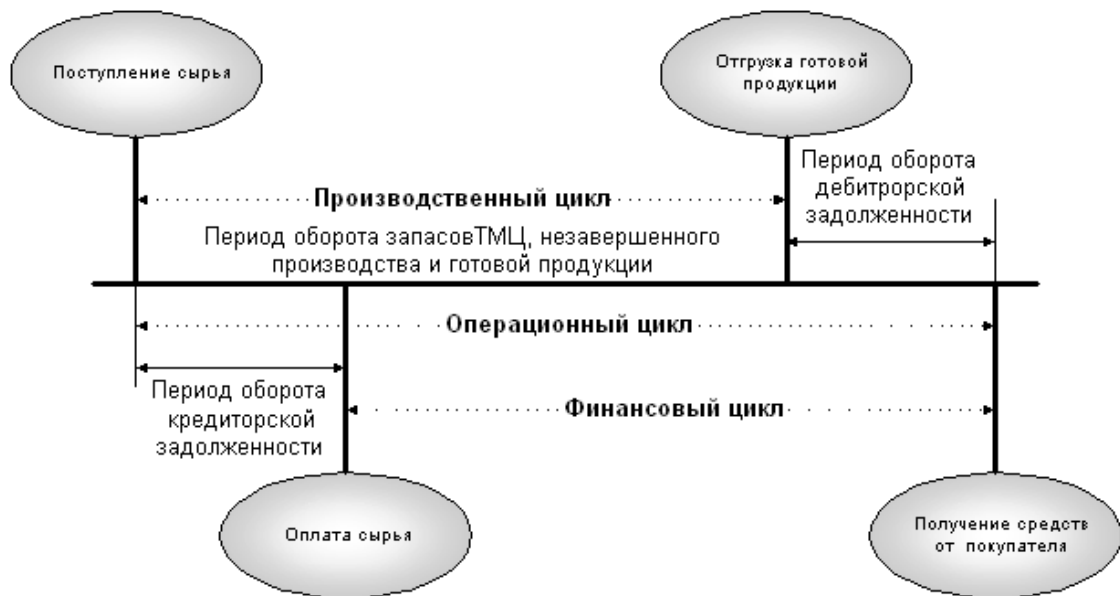 Поступление сырья
Отгрузка готовой
продукции
Период оборота
дебитрорской
задолженности
Производственный цикл
Период оборота запасовТМЦ, незавершенного
производства и готовой продукции
Операционный цикл
Период оборота
кредиторской
задолженности
Финансовый цикл
Оплата сырья
Получение средств
от покупателя